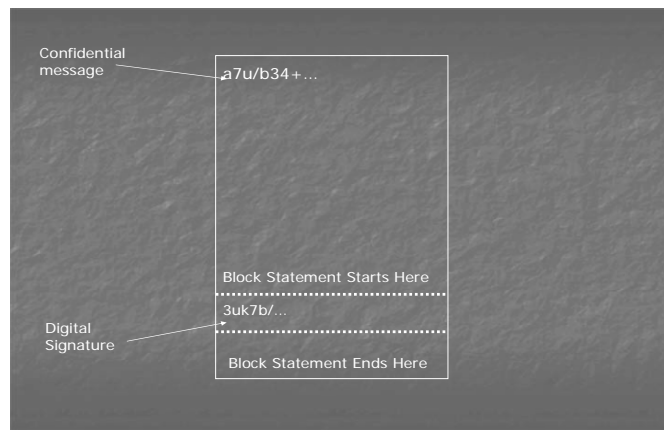 Confidential
message
a7u/b34+...
Block Statement Starts Here
3uk7b/...
Digital
Signature
Block Statement Ends Here